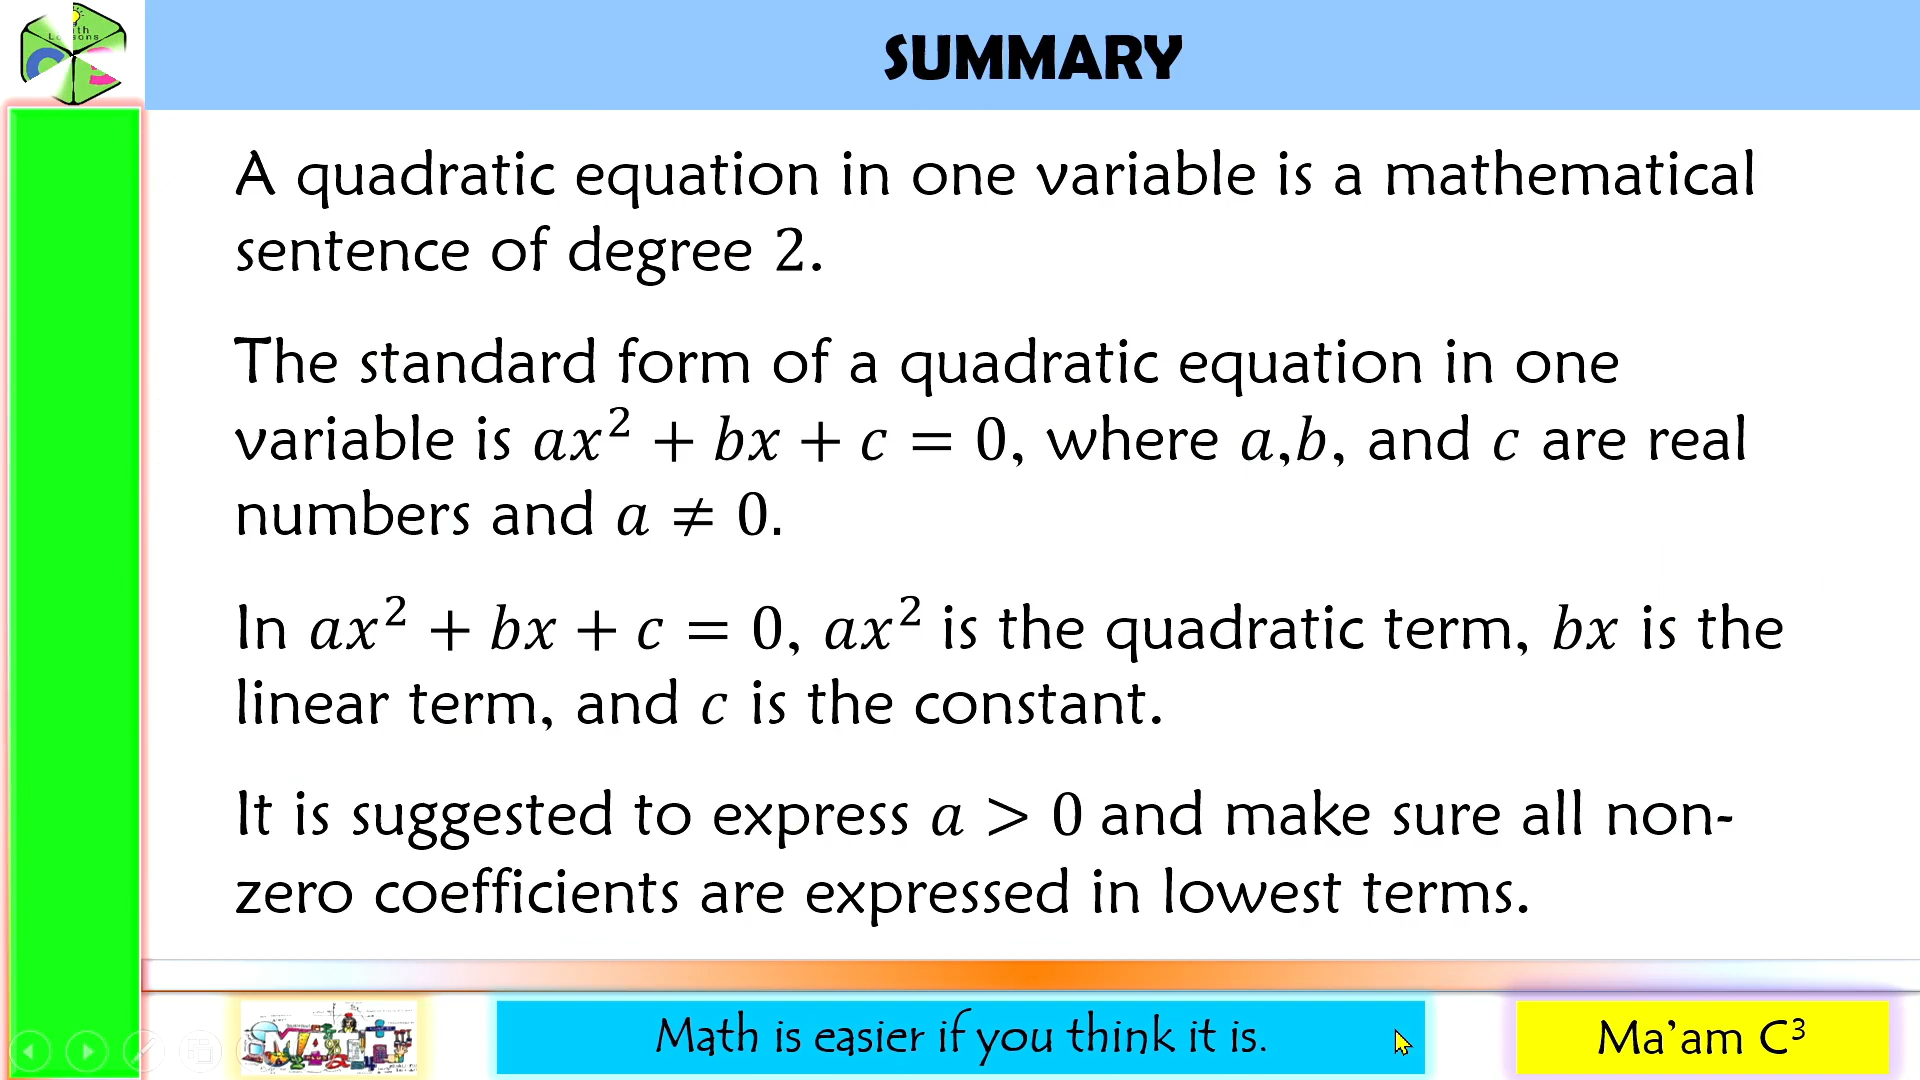 SUMMARY
A quadratic equation in one variable is a mathematical
sentence of degree 2.
The standard form of a quadratic equation in one
variable is 𝑎𝑥² + 𝑏𝑥 + 𝑐 = 0, where 𝑎,𝑏, and 𝑐 are real
numbers and 𝑎 ≠ 0.
In 𝑎𝑥² + 𝑏𝑥 + 𝑐 = 0, 𝑎𝑥² is the quadratic term, 𝑏𝑥 is the
linear term, and 𝑐 is the constant.
It is suggested to express 𝑎 > 0 and make sure all non-
zero coefficients are expressed in lowest terms.
MATH
Math is easier if you think it is.
Ma’am C³